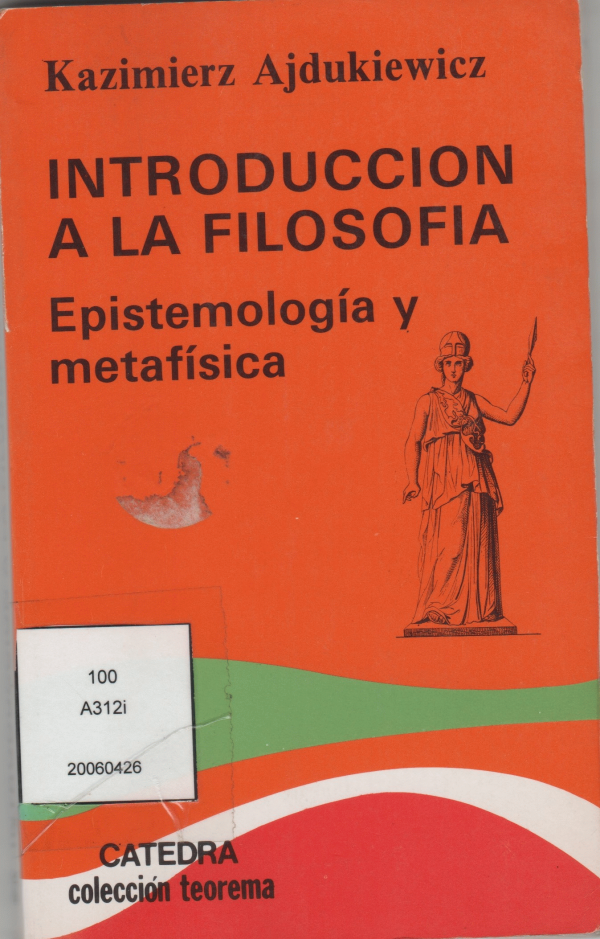 Kazimierz Ajdukiewicz
INTRODUCCION
A LA FILOSOFIA
Epistemología y
metafísica
100
A312i
20060426
CATEDRA
colección teorema